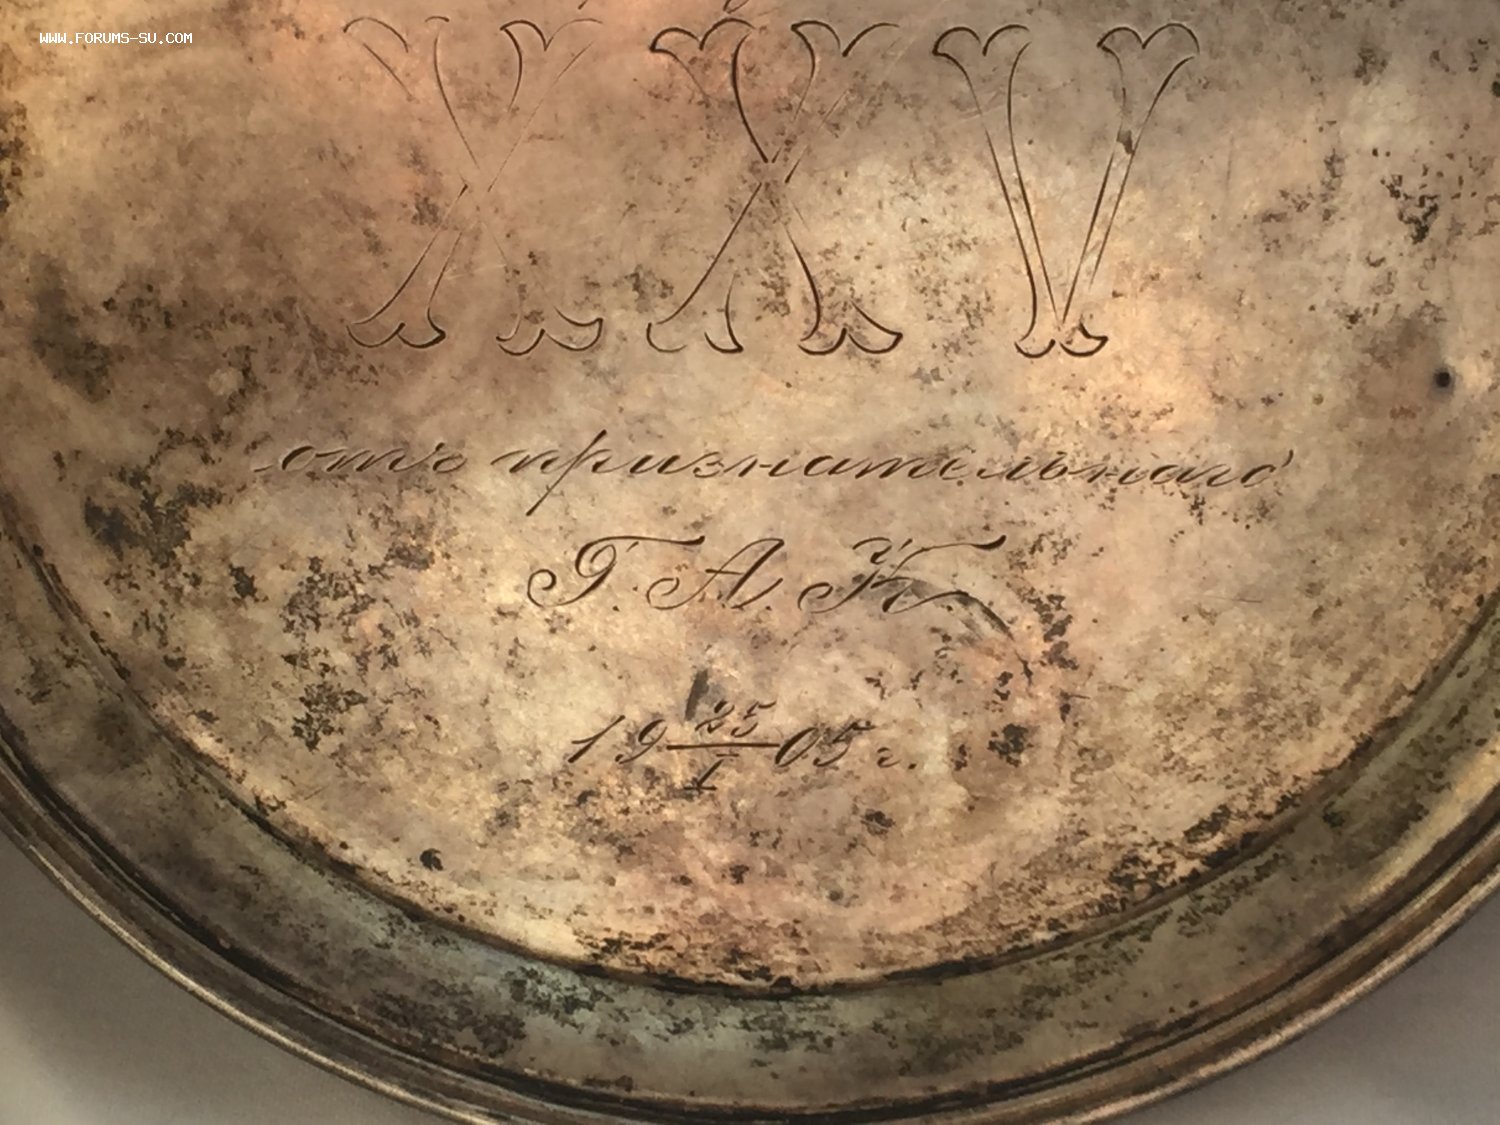 WWW.FORUMS-SU.COM
XXV
отъ признательнаго
Г. А. К.
19 25/I 05 г.